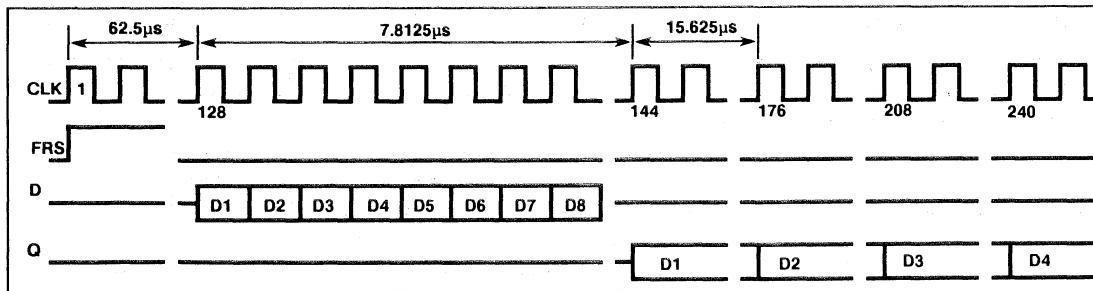 62.5μs 7.8125μs 15.625μs
CLK 1
128 144 176 208 240
FRS
D D1 D2 D3 D4 D5 D6 D7 D8
Q D1 D2 D3 D4